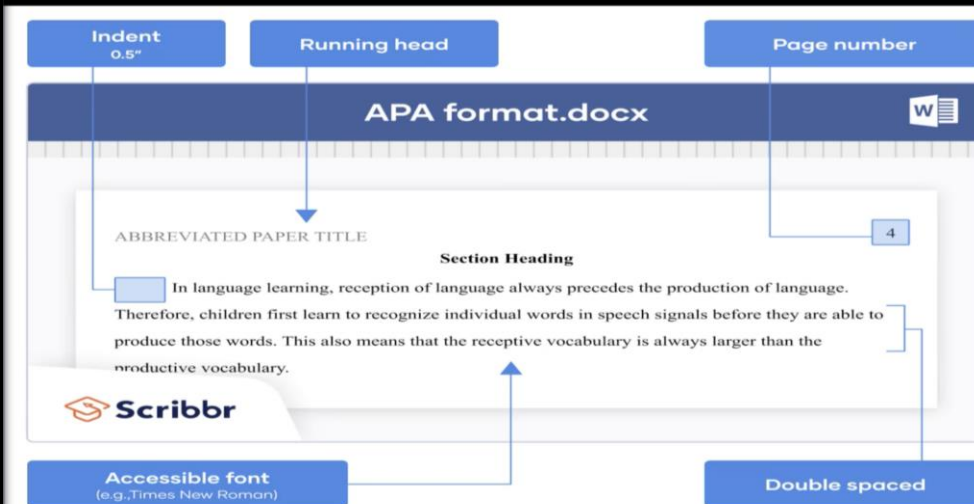 Indent
0.5"
Running head
Page number
APA format.docx
W
ABBREVIATED PAPER TITLE
4
Section Heading
In language learning, reception of language always precedes the production of language.
Therefore, children first learn to recognize individual words in speech signals before they are able to
produce those words. This also means that the receptive vocabulary is always larger than the
productive vocabulary.
Scribbr
Accessible font
(e.g.,Times New Roman)
Double spaced